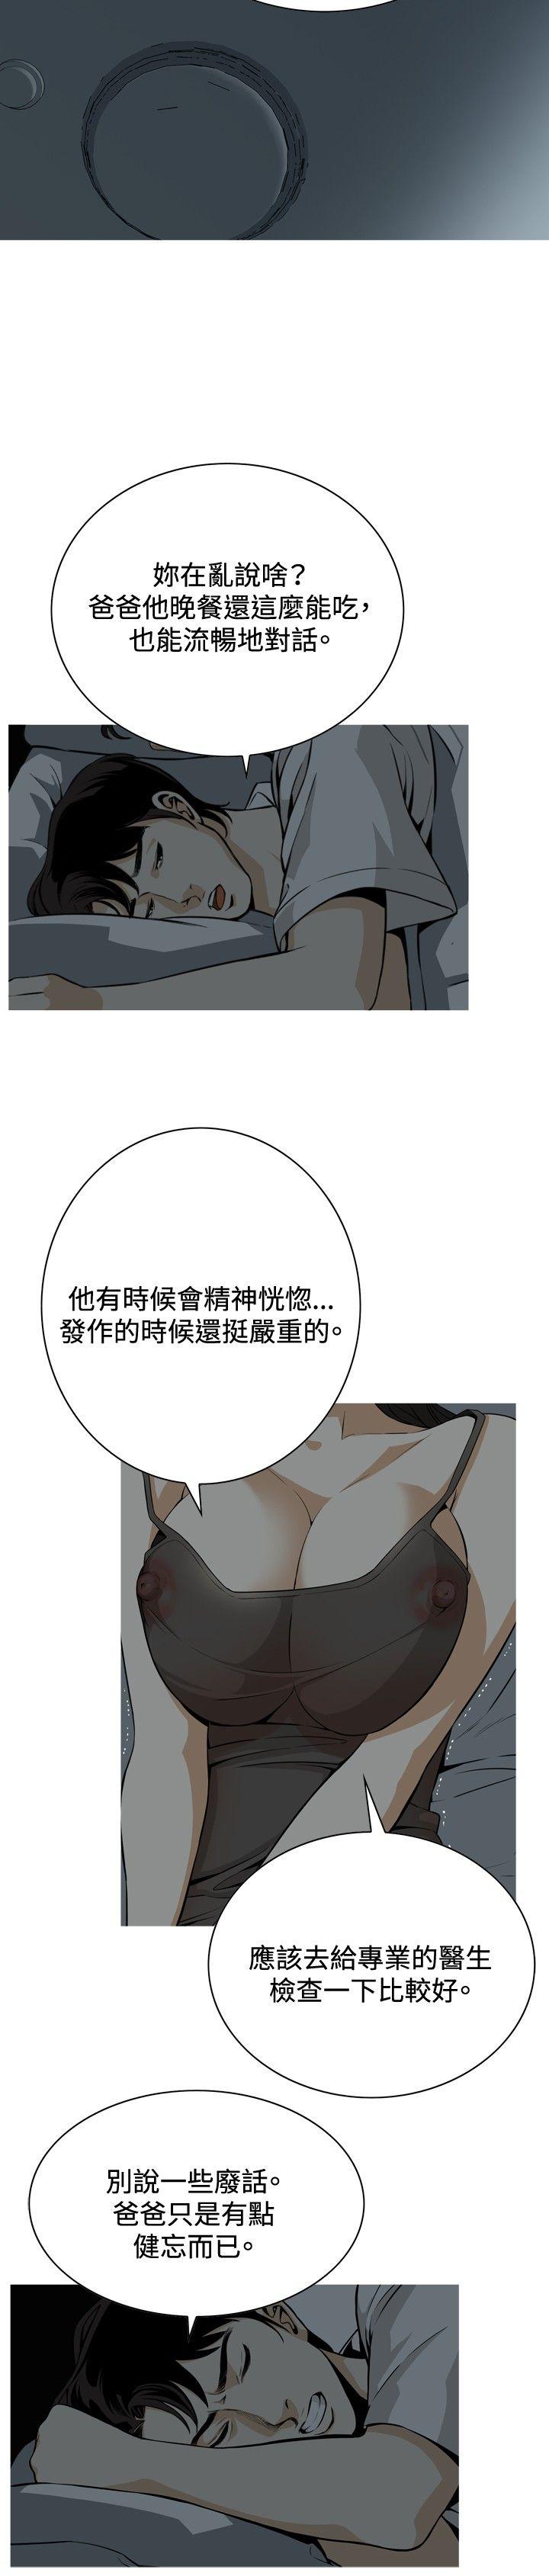 妳在亂說啥？
爸爸他晚餐還這麼能吃，
也能流暢地對話。
他有時候會精神恍惚...
發作的時候還挺嚴重的。
應該去給專業的醫生
檢查一下比較好。
別說一些廢話。
爸爸只是有點
健忘而已。